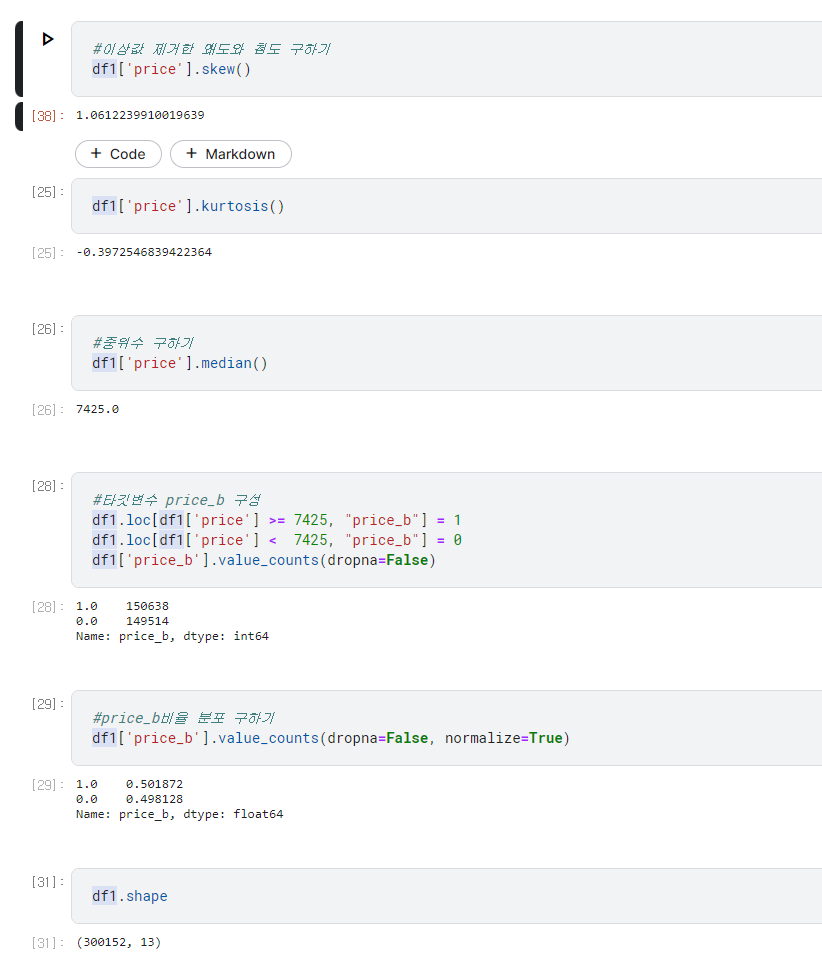 #이상값 제거한 왜도와 첨도 구하기
df1['price'].skew()
[38]: 1.0612239910019639
+ Code + Markdown
[25]: df1['price'].kurtosis()
[25]: -0.3972546839422364
[26]: #중위수 구하기
df1['price'].median()
[26]: 7425.0
[28]: #타깃변수 price_b 구성
df1.loc[df1['price'] >= 7425, "price_b"] = 1
df1.loc[df1['price'] <  7425, "price_b"] = 0
df1['price_b'].value_counts(dropna=False)
[28]: 1.0    150638
0.0    149514
Name: price_b, dtype: int64
[29]: #price_b비율 분포 구하기
df1['price_b'].value_counts(dropna=False, normalize=True)
[29]: 1.0    0.501872
0.0    0.498128
Name: price_b, dtype: float64
[31]: df1.shape
[31]: (300152, 13)